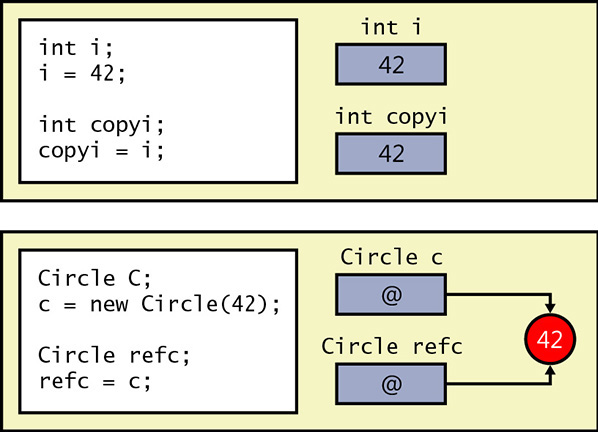 int i;
i = 42;
int copyi;
copyi = i;
int i
42
int copyi
42
Circle C;
c = new Circle(42);
Circle refc;
refc = c;
Circle c
@
Circle refc
@
42